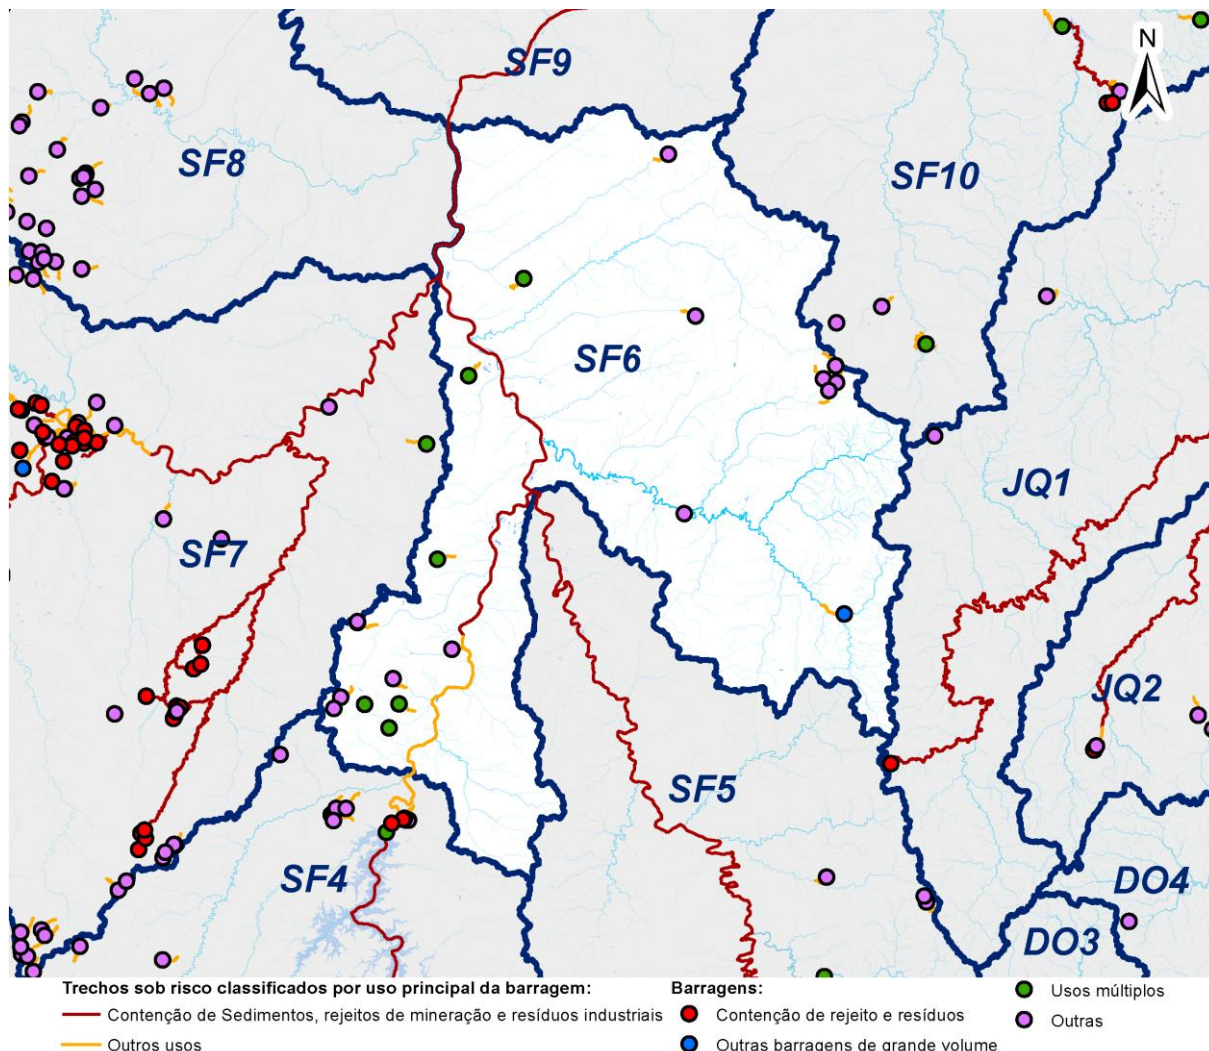 SF9
N
SF8
SF10
SF6
JQ1
SF7
JQ2
SF5
SF4
DO4
DO3
Trechos sob risco classificados por uso principal da barragem:
Contenção de Sedimentos, rejeitos de mineração e resíduos industriais
Outros usos
Barragens:
Contenção de rejeito e resíduos
Outras barragens de grande volume
Usos múltiplos
Outras